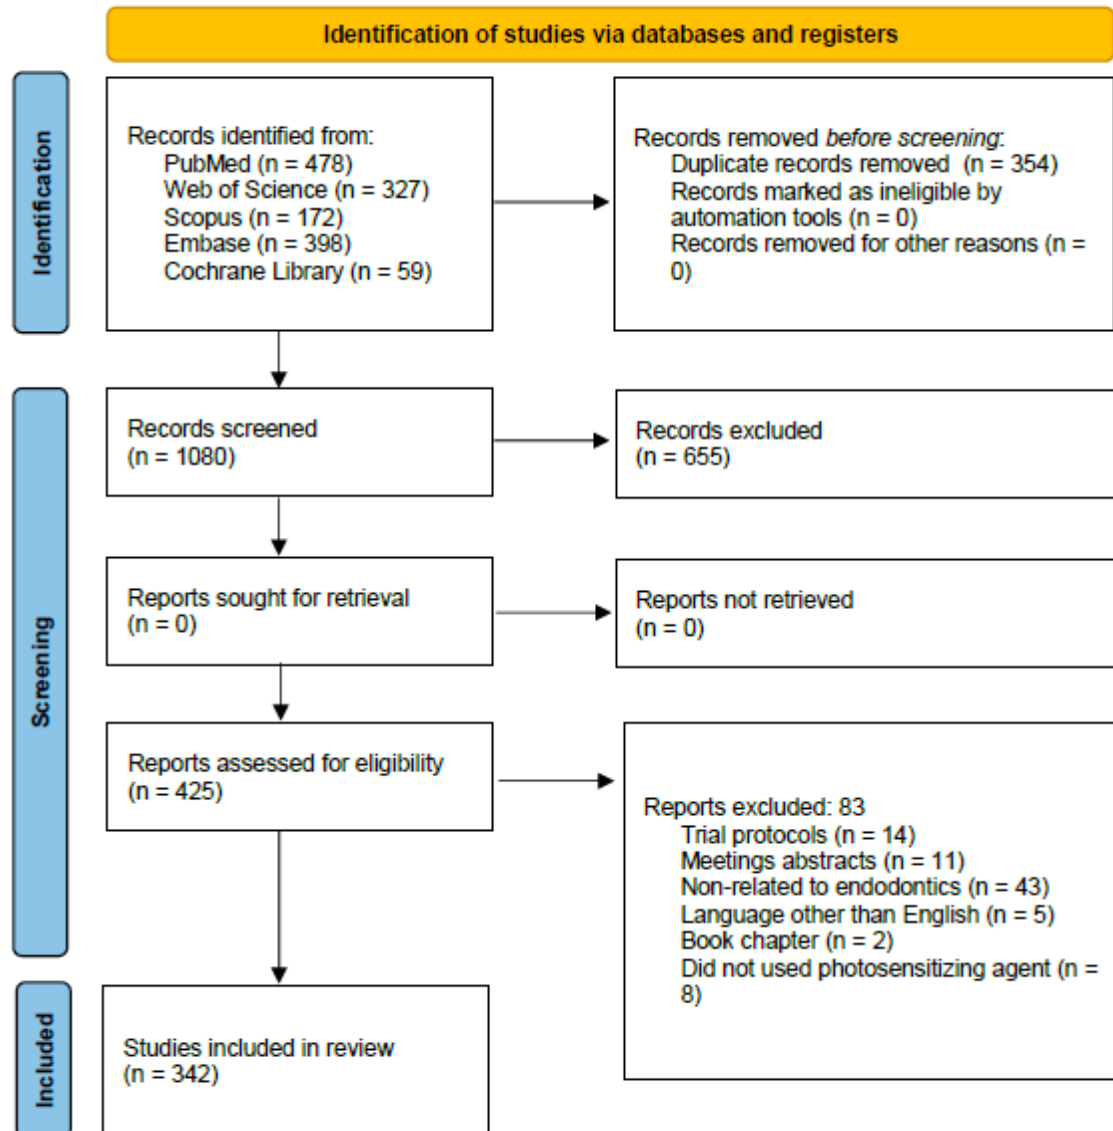 Identification of studies via databases and registers
Identification
Records identified from:
PubMed (n = 478)
Web of Science (n = 327)
Scopus (n = 172)
Embase (n = 398)
Cochrane Library (n = 59)
Records removed before screening:
Duplicate records removed (n = 354)
Records marked as ineligible by
automation tools (n = 0)
Records removed for other reasons (n =
0)
Screening
Records screened
(n = 1080)
Records excluded
(n = 655)
Reports sought for retrieval
(n = 0)
Reports not retrieved
(n = 0)
Reports assessed for eligibility
(n = 425)
Reports excluded: 83
Trial protocols (n = 14)
Meetings abstracts (n = 11)
Non-related to endodontics (n = 43)
Language other than English (n = 5)
Book chapter (n = 2)
Did not used photosensitizing agent (n =
8)
Included
Studies included in review
(n = 342)